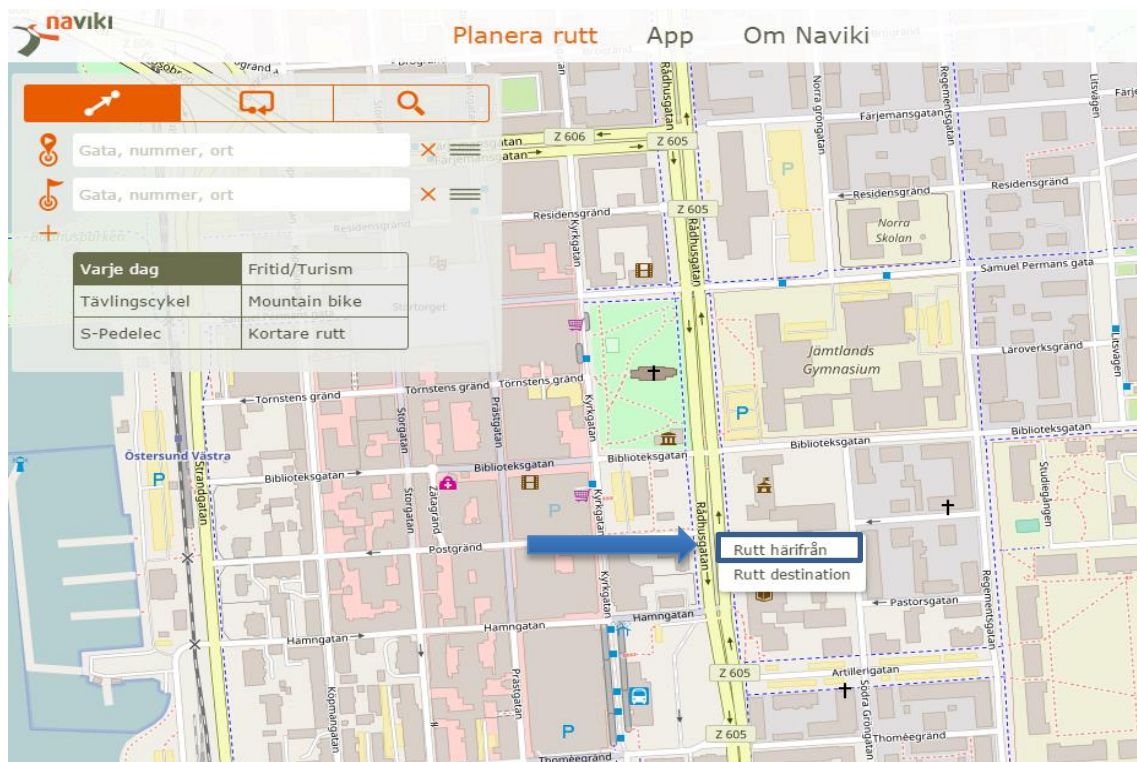 naviki
Planera rutt
App
Om Naviki
Gata, nummer, ort
Gata, nummer, ort
Varje dag
Fritid/Turism
Tävlingscykel
Mountain bike
S-Pedelec
Kortare rutt
Z 606
Z 605
Z 605
Färjemansgatan
Norra gröngatan
Regementsgatan
Litsvägen
Rådhusgatan
Rådhusgatan
Kyrkgatan
Residensgränd
Residensgränd
Residensgränd
Residensgränd
Norra
Skolan
Samuel Permans gata
Stortorget
P
Jämtlands
Gymnasium
Läroverksgränd
Litsvägen
Törnstens gränd
Törnstens gränd
Törnstens gränd
Storgatan
Prästgatan
Kyrkgatan
P
Biblioteksgatan
Biblioteksgatan
Biblioteksgatan
Biblioteksgatan
Biblioteksgatan
Östersund Västra
P
Strandgatan
Storgatan
Zätagränd
P
Kyrkgatan
Rådhusgatan
Studiegången
Postgränd
Rutt härifrån
Rutt destination
Kyrkgatan
Regementsgatan
Pastorsgatan
Hamngatan
Hamngatan
Hamngatan
Z 605
Artillerigatan
Köpmangatan
Prästgatan
Södra Gröngatan
P
Z 605
Thoméegränd
Thoméegränd